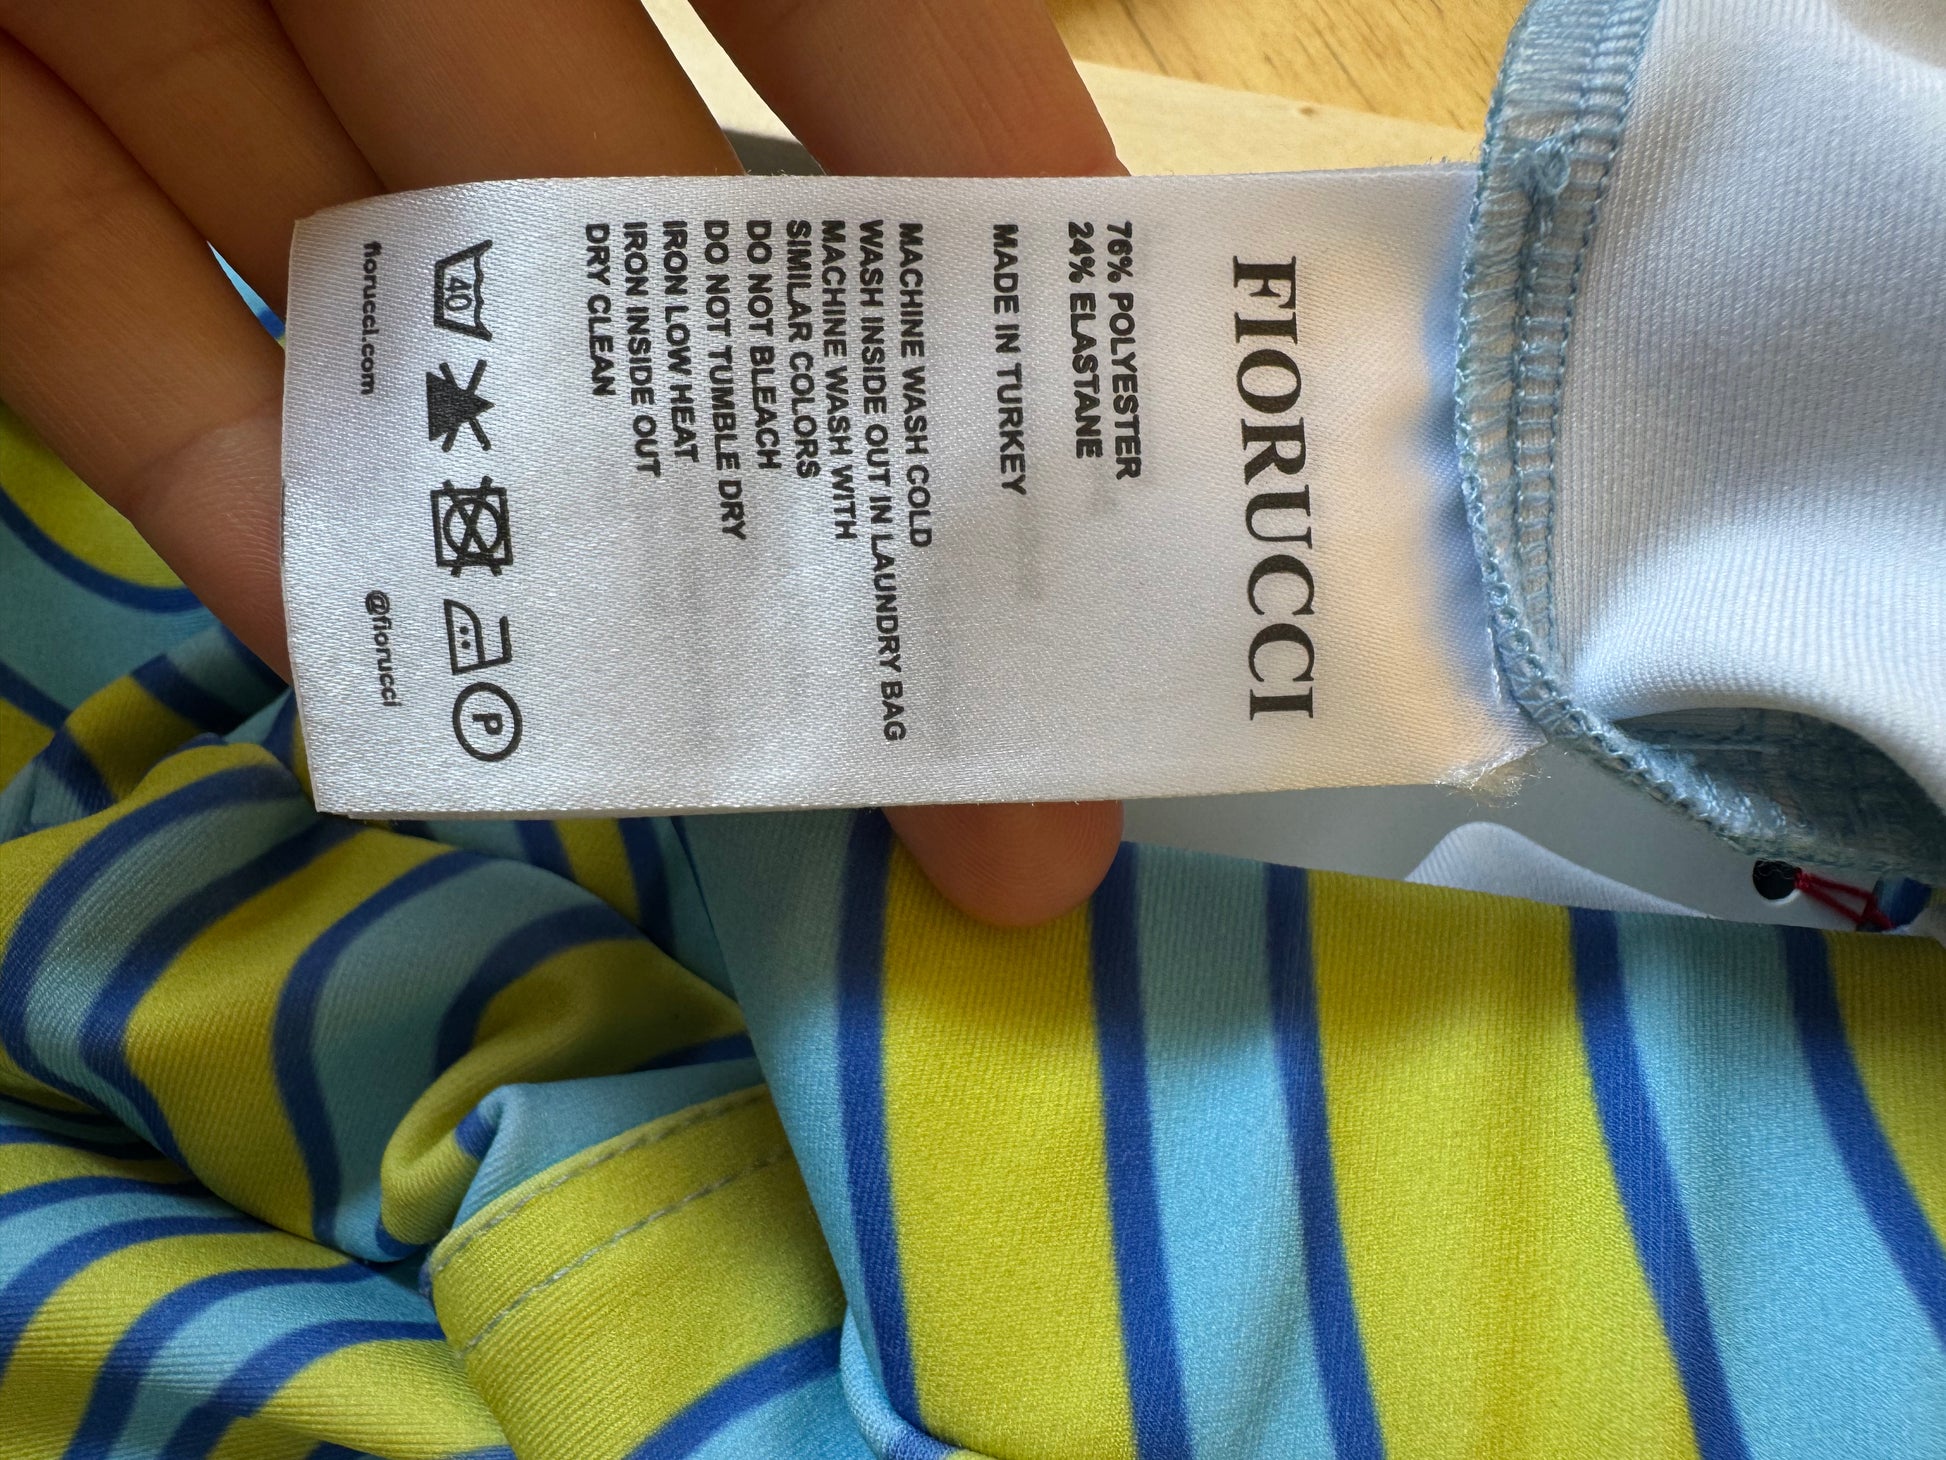 FIORUCCI
76% POLYESTER
24% ELASTANE
MADE IN TURKEY
MACHINE WASH COLD
WASH INSIDE OUT IN LAUNDRY BAG
MACHINE WASH WITH
SIMILAR COLORS
DO NOT BLEACH
DO NOT TUMBLE DRY
IRON LOW HEAT
IRON INSIDE OUT
DRY CLEAN
40 P
fiorucci.com @fiorucci